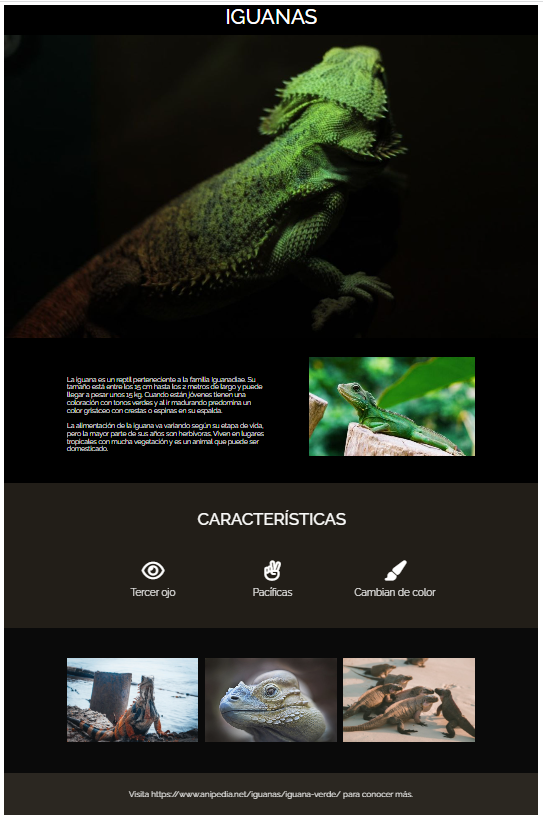 IGUANAS
La iguana es un reptil perteneciente a la familia Iguanadiae. Su
tamaño está entre los 15 cm hasta los 2 metros de largo y puede
llegar a pesar unos 15 kg. Cuando están jóvenes tienen una
coloración con tonos verdes y al ir madurando predomina un
color grisáceo con crestas o espinas en su espalda.
La alimentación de la iguana va variando según su etapa de vida,
pero la mayor parte de sus años son herbívoras. Viven en lugares
tropicales con mucha vegetación y es un animal que puede ser
domesticado.
CARACTERÍSTICAS
Tercer ojo
Pacíficas
Cambian de color
Visita https://www.anipedia.net/iguanas/iguana-verde/ para conocer más.